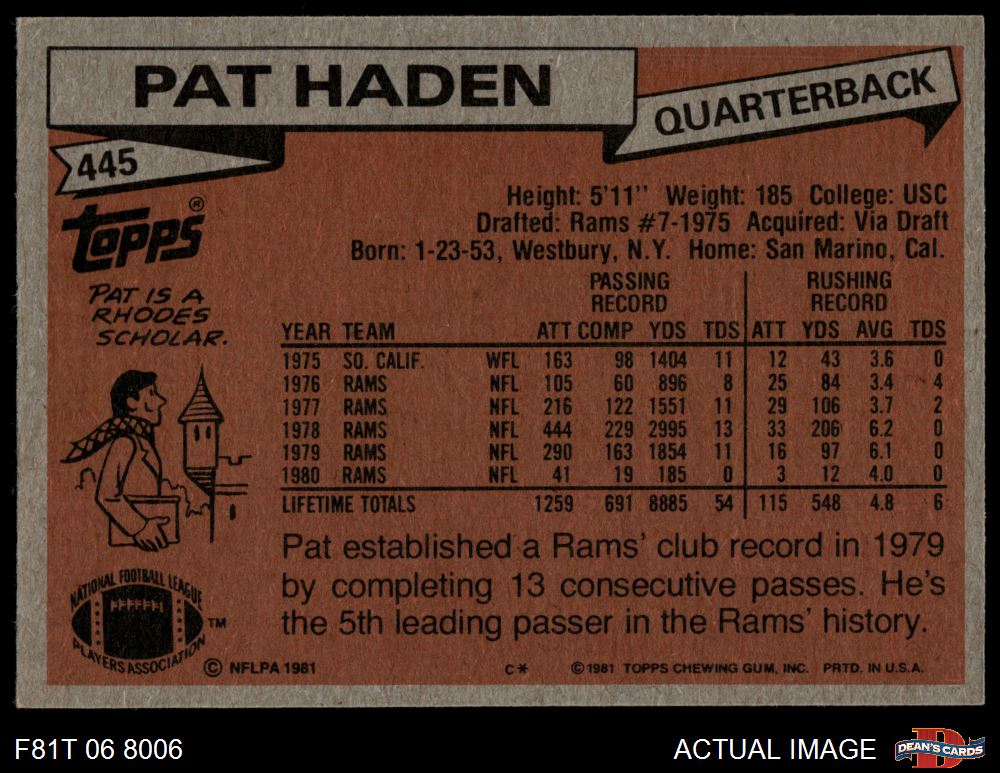 PAT HADEN
QUARTERBACK
445
TOPPS®
Height: 5'11" Weight: 185 College: USC
Drafted: Rams #7-1975 Acquired: Via Draft
Born: 1-23-53, Westbury, N.Y. Home: San Marino, Cal.
PAT IS A
RHODES
SCHOLAR.
PASSING RECORD RUSHING RECORD
YEAR TEAM ATT COMP YDS TDS ATT YDS AVG TDS
1975 SO. CALIF. WFL 163 98 1404 11 12 43 3.6 0
1976 RAMS NFL 105 60 896 8 25 84 3.4 4
1977 RAMS NFL 216 122 1551 11 29 106 3.7 2
1978 RAMS NFL 444 229 2995 13 33 206 6.2 0
1979 RAMS NFL 290 163 1854 11 16 97 6.1 0
1980 RAMS NFL 41 19 185 0 3 12 4.0 0
LIFETIME TOTALS 1259 691 8885 54 115 548 4.8 6
Pat established a Rams' club record in 1979
by completing 13 consecutive passes. He's
the 5th leading passer in the Rams' history.
NATIONAL FOOTBALL LEAGUE
PLAYERS ASSOCIATION
TM
© NFLPA 1981 C* © 1981 TOPPS CHEWING GUM, INC. PRTD. IN U.S.A.
F81T 06 8006 ACTUAL IMAGE
D
DEAN'S CARDS